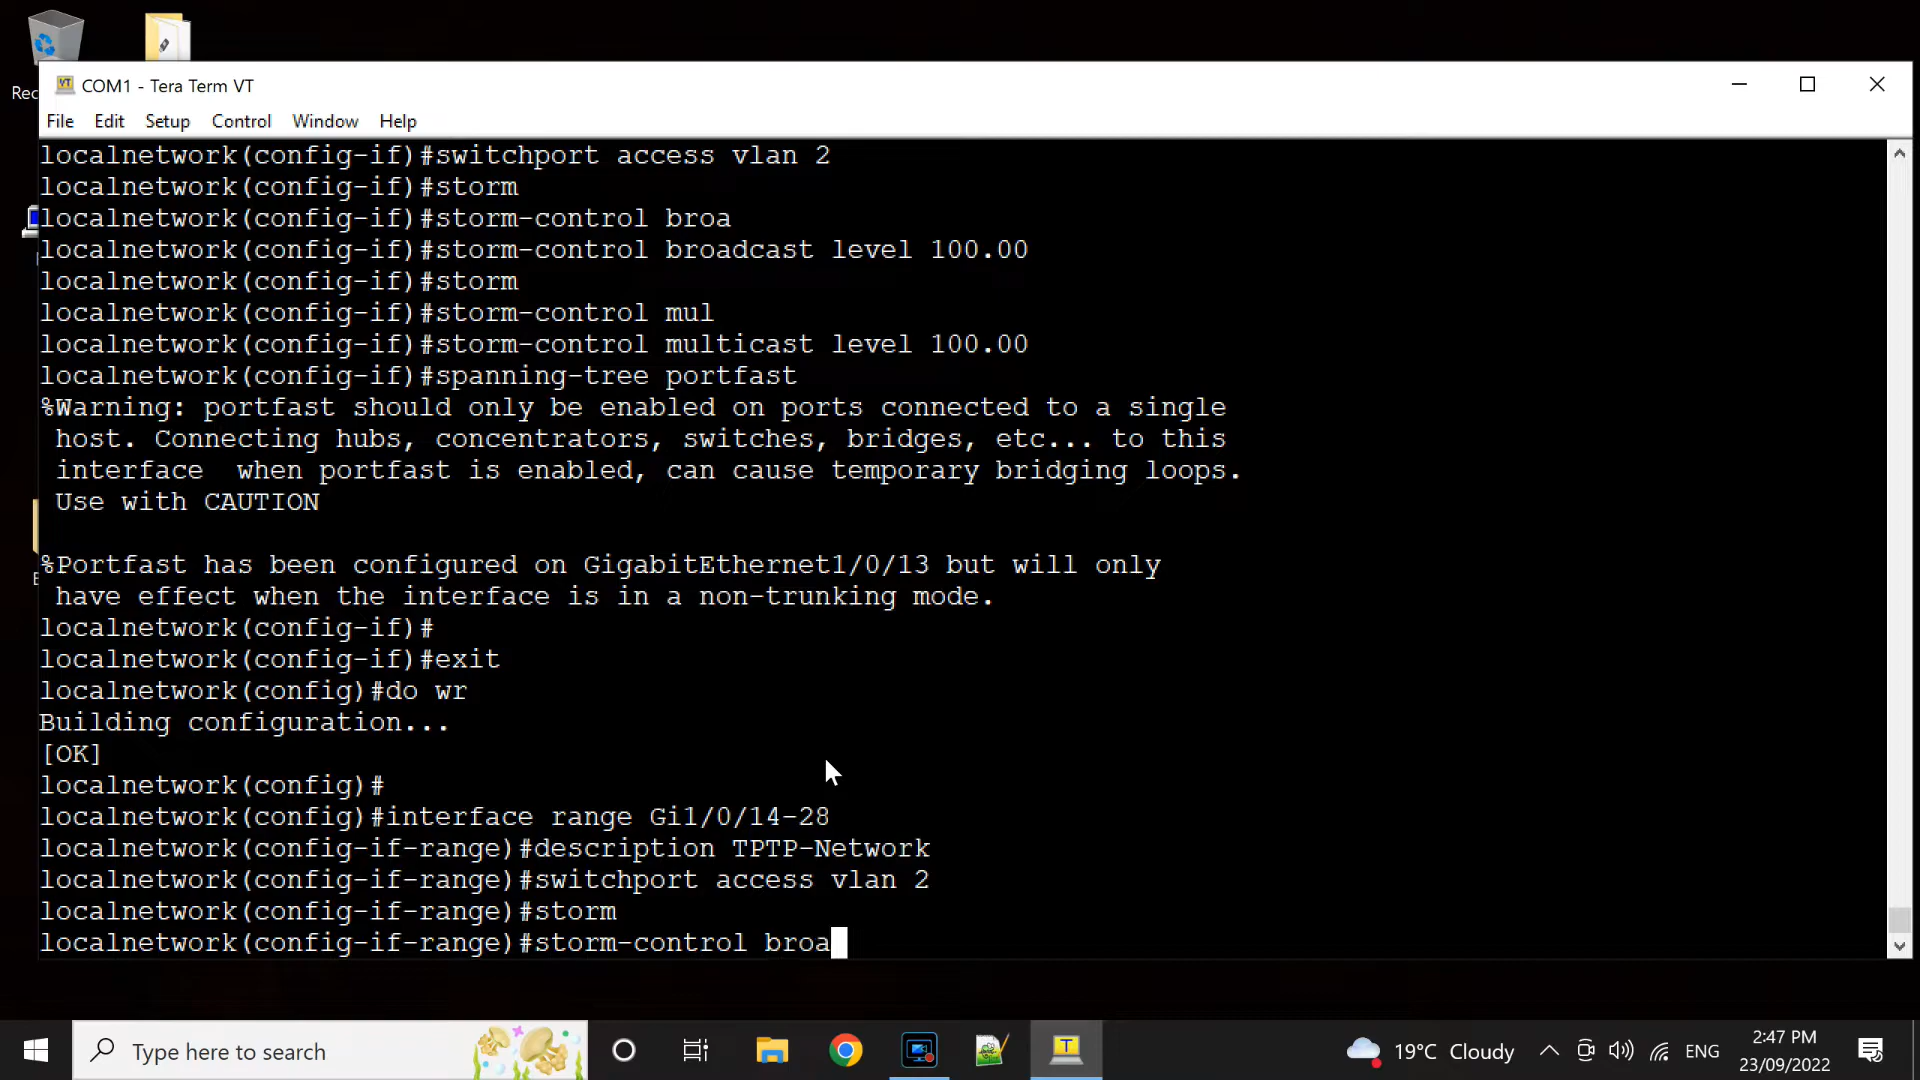 Rec
COM1 - Tera Term VT
File Edit Setup Control Window Help
localnetwork(config-if)#switchport access vlan 2
localnetwork(config-if)#storm
localnetwork(config-if)#storm-control broa
localnetwork(config-if)#storm-control broadcast level 100.00
localnetwork(config-if)#storm
localnetwork(config-if)#storm-control mul
localnetwork(config-if)#storm-control multicast level 100.00
localnetwork(config-if)#spanning-tree portfast
%Warning: portfast should only be enabled on ports connected to a single
host. Connecting hubs, concentrators, switches, bridges, etc... to this
interface  when portfast is enabled, can cause temporary bridging loops.
Use with CAUTION
%Portfast has been configured on GigabitEthernet1/0/13 but will only
have effect when the interface is in a non-trunking mode.
localnetwork(config-if)#
localnetwork(config-if)#exit
localnetwork(config)#do wr
Building configuration...
[OK]
localnetwork(config)#
localnetwork(config)#interface range Gi1/0/14-28
localnetwork(config-if-range)#description TPTP-Network
localnetwork(config-if-range)#switchport access vlan 2
localnetwork(config-if-range)#storm
localnetwork(config-if-range)#storm-control broa
Type here to search
19°C Cloudy
ENG
2:47 PM
23/09/2022